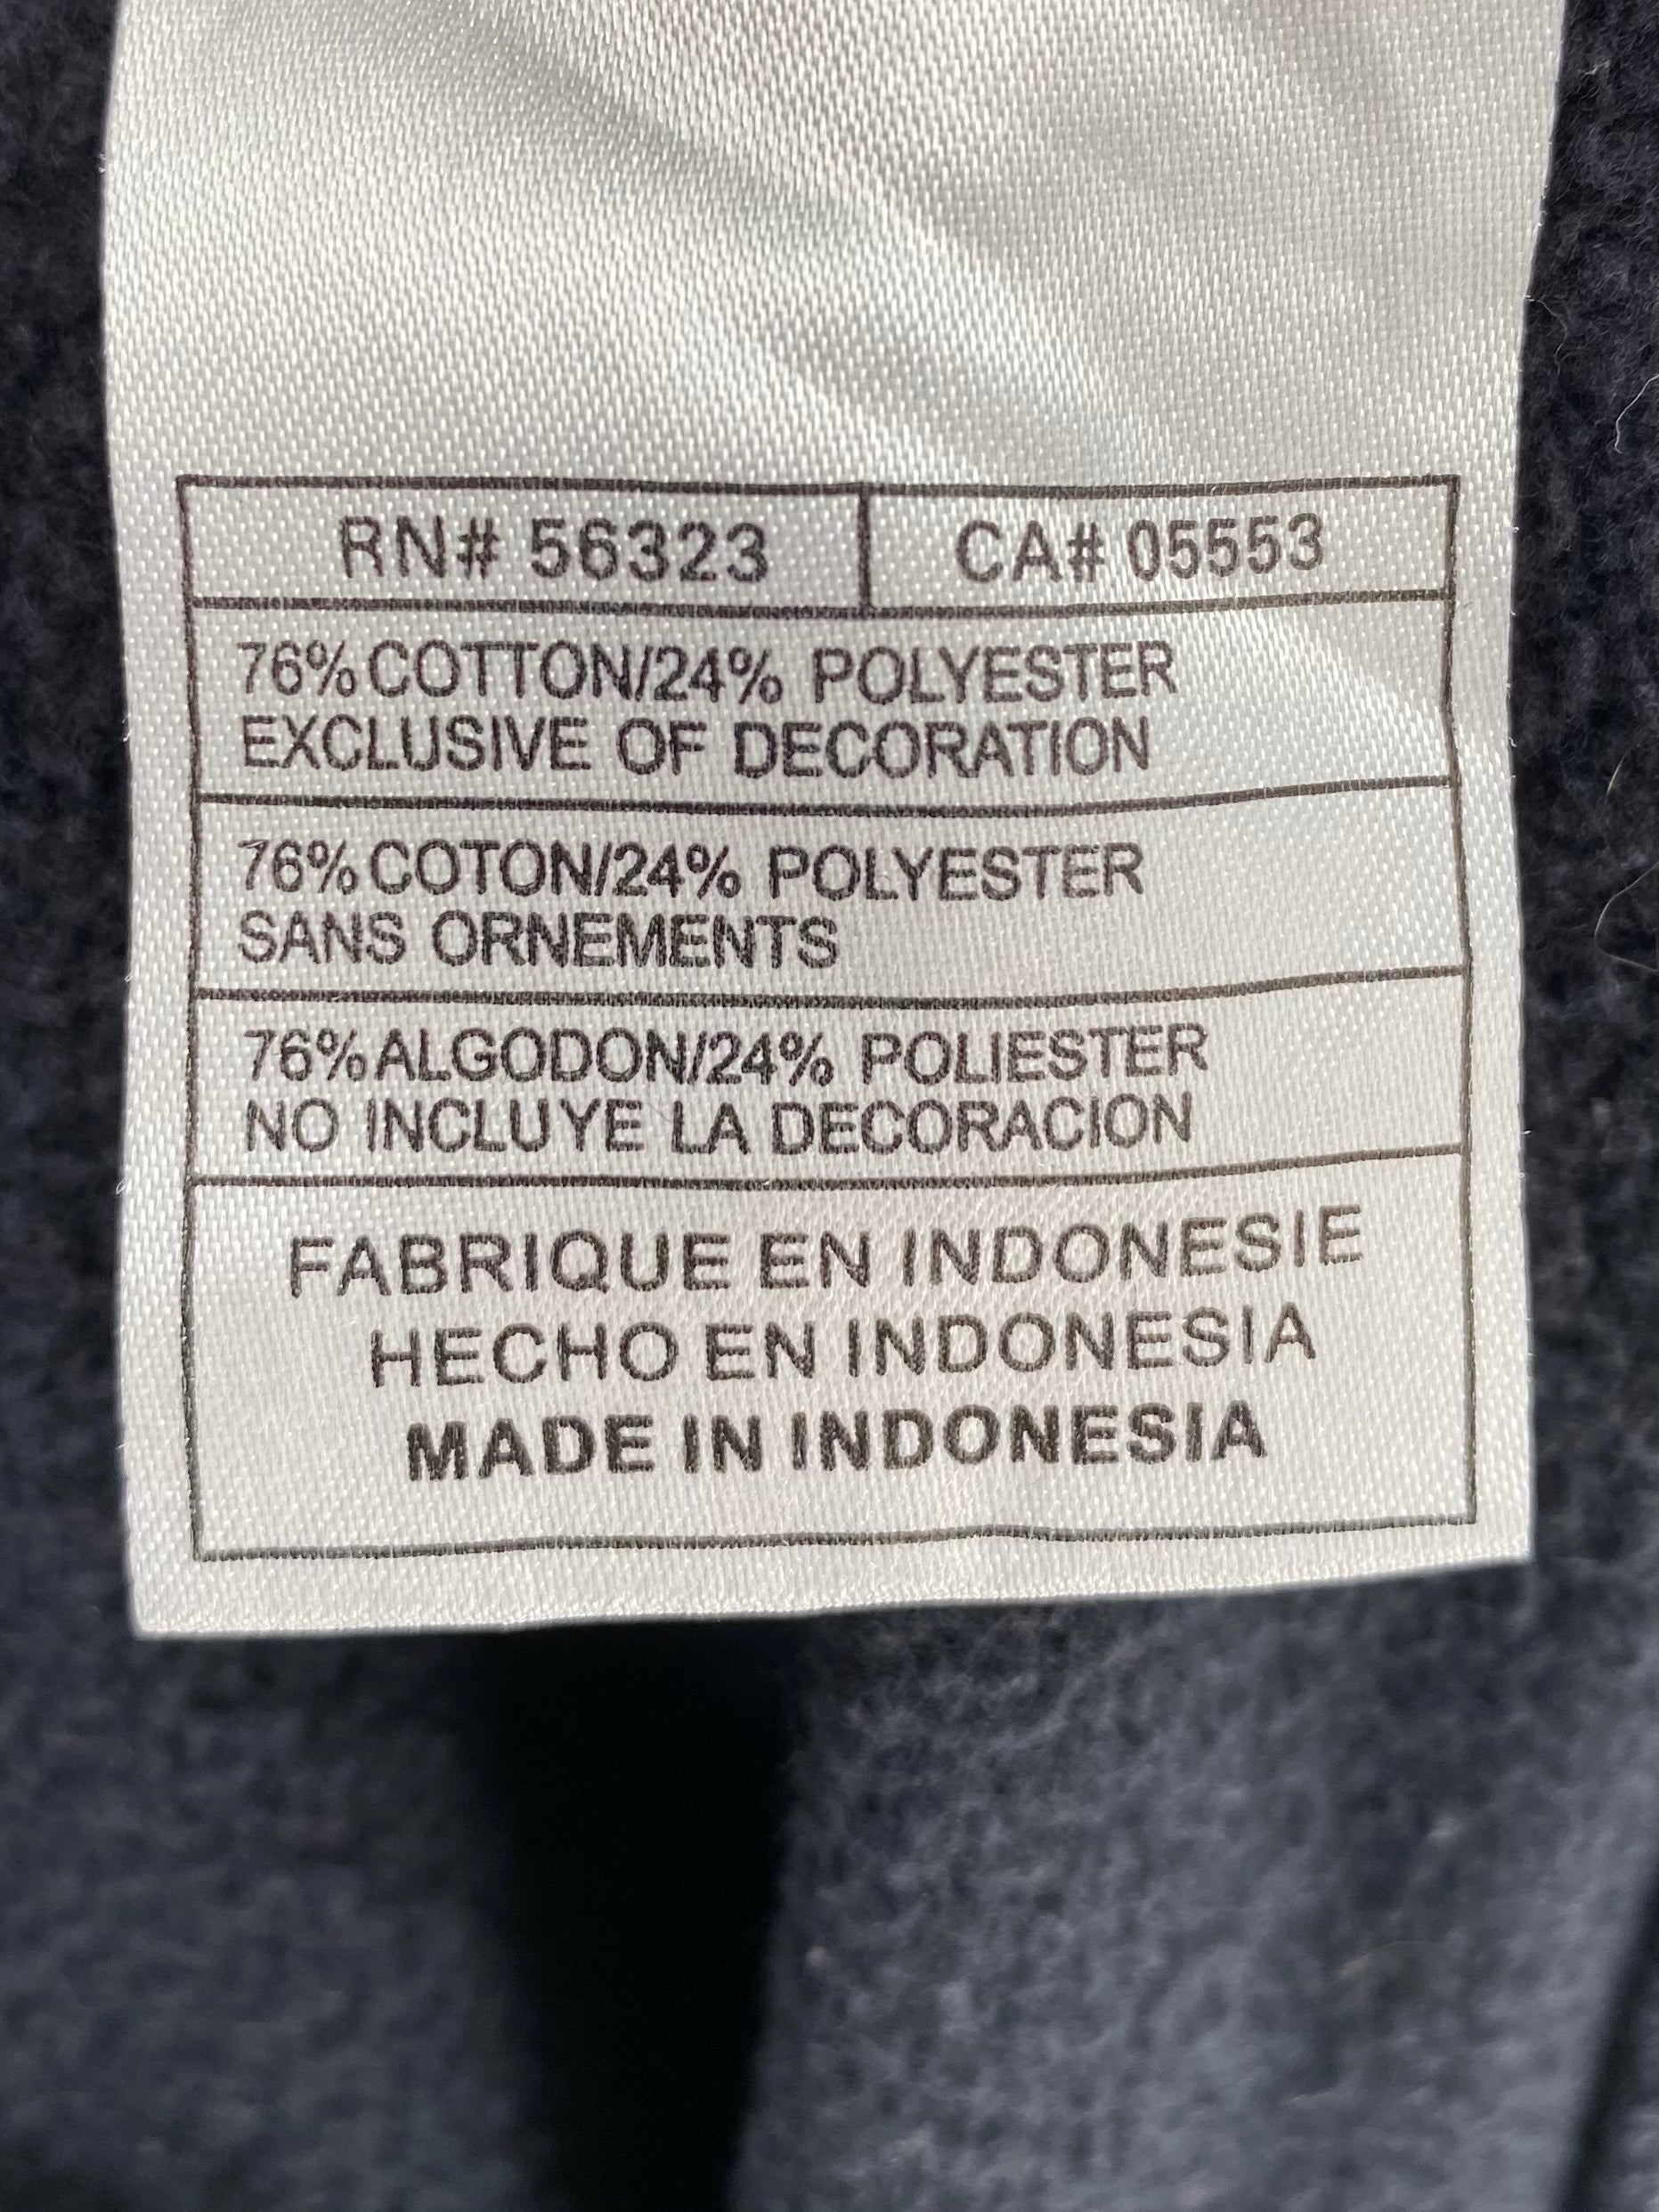 RN# 56323 CA# 05553
76% COTTON/24% POLYESTER
EXCLUSIVE OF DECORATION
76% COTON/24% POLYESTER
SANS ORNEMENTS
76% ALGODON/24% POLIESTER
NO INCLUYE LA DECORACION
FABRIQUE EN INDONESIE
HECHO EN INDONESIA
MADE IN INDONESIA